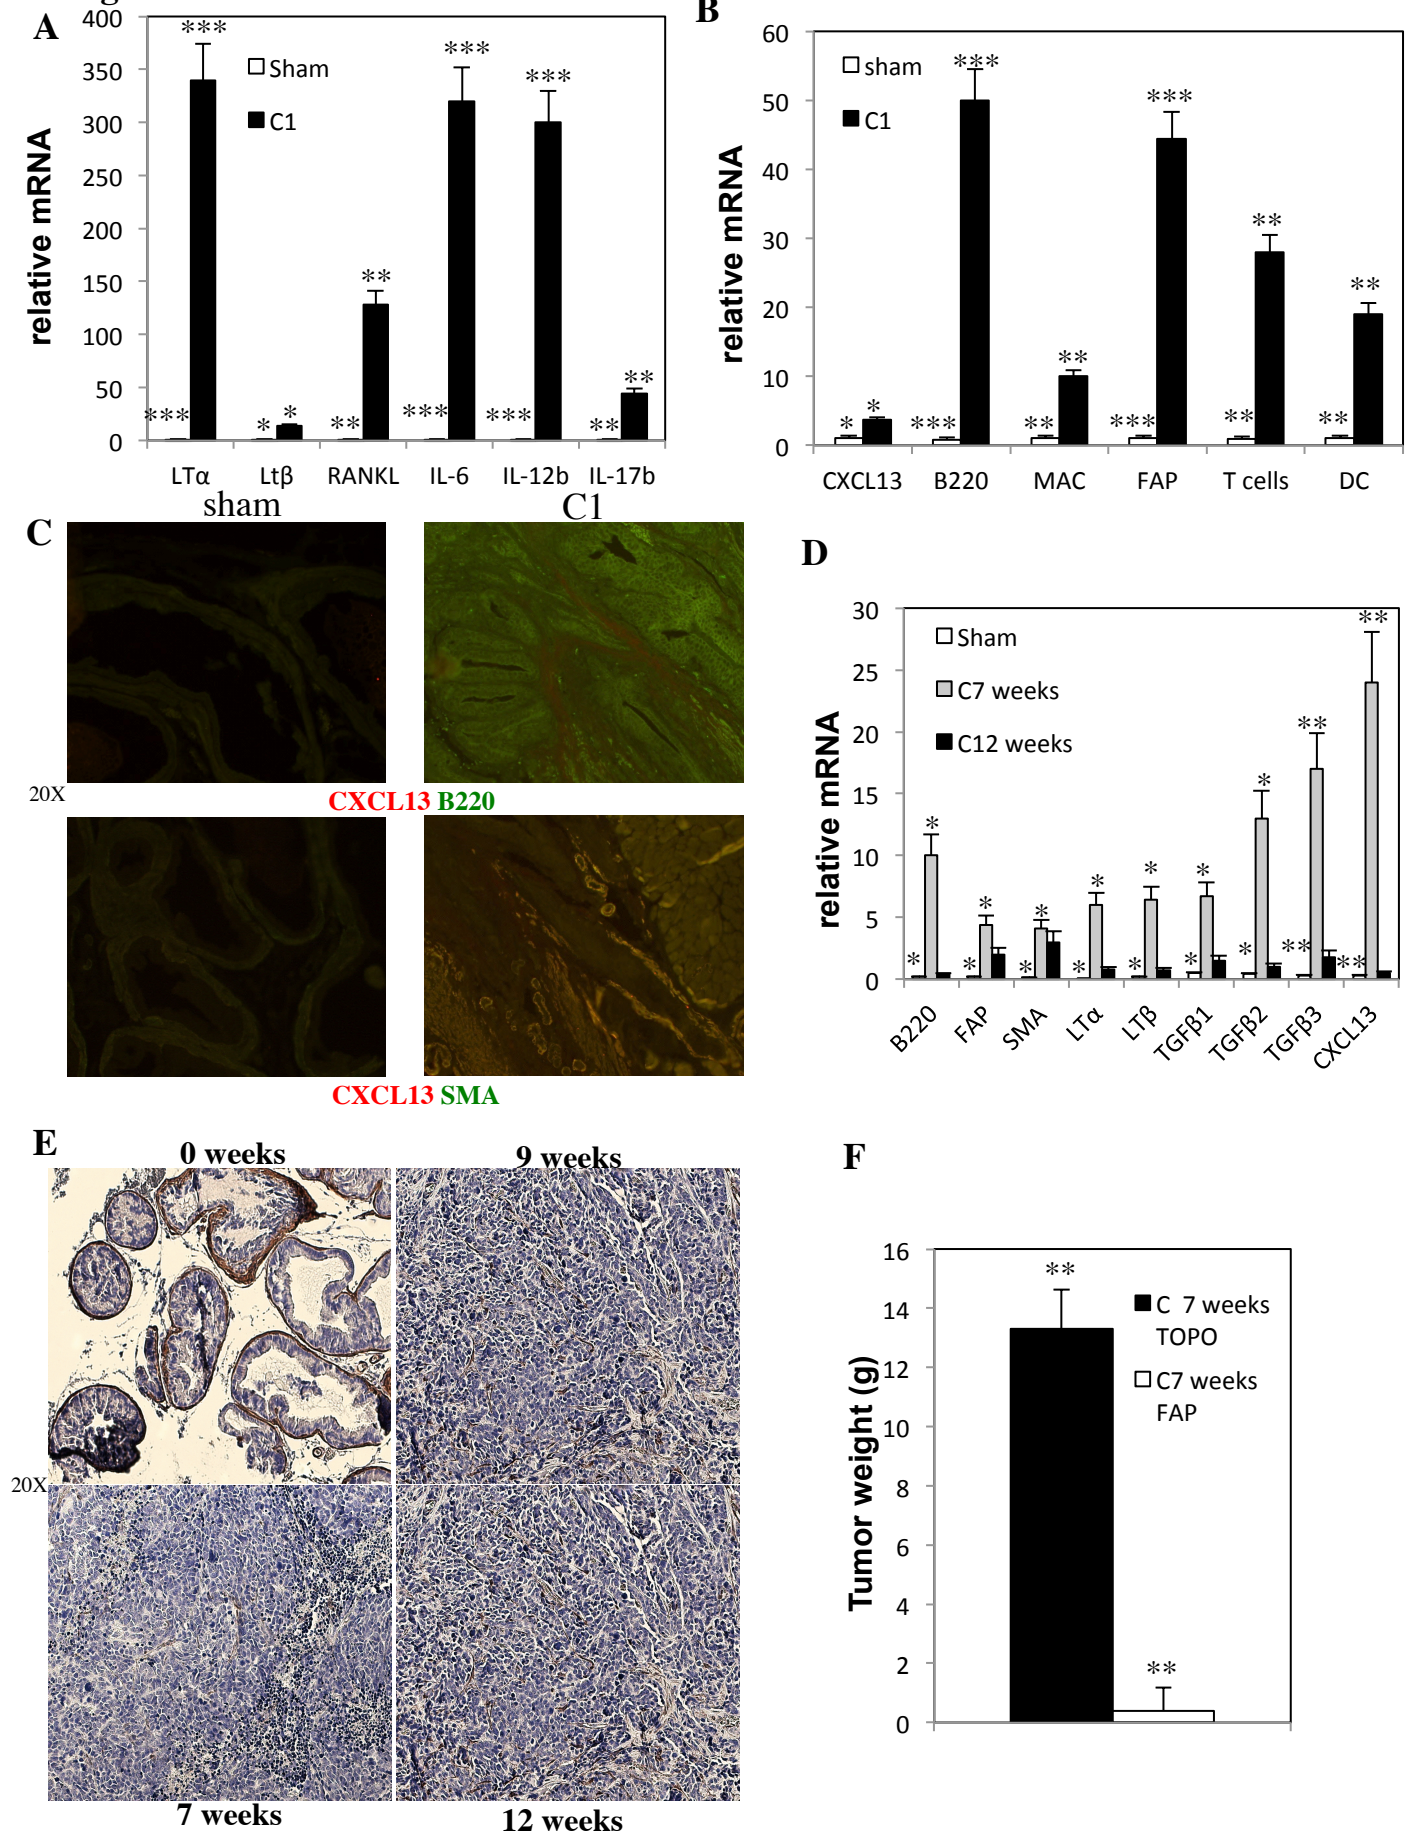 A
400
***
350
300
250
200
150
100
50
0
relative mRNA
Sham
C1
***
***
**
***
*
*
**
***
***
**
**
LTα Ltβ RANKL IL-6 IL-12b IL-17b
B
60
50
40
30
20
10
0
relative mRNA
sham
C1
***
***
**
**
**
*
*
***
**
***
**
**
CXCL13 B220 MAC FAP T cells DC
sham C1
C
20X
CXCL13 B220
CXCL13 SMA
D
30
25
20
15
10
5
0
relative mRNA
Sham
C7 weeks
C12 weeks
**
**
*
*
*
*
*
*
*
*
*
*
*
*
*
*
**
**
B220 FAP SMA LTα LTβ TGFβ1 TGFβ2 TGFβ3 CXCL13
E
0 weeks 9 weeks
20X
7 weeks 12 weeks
F
16
14
12
10
8
6
4
2
0
Tumor weight (g)
**
C 7 weeks
TOPO
C7 weeks
FAP
**